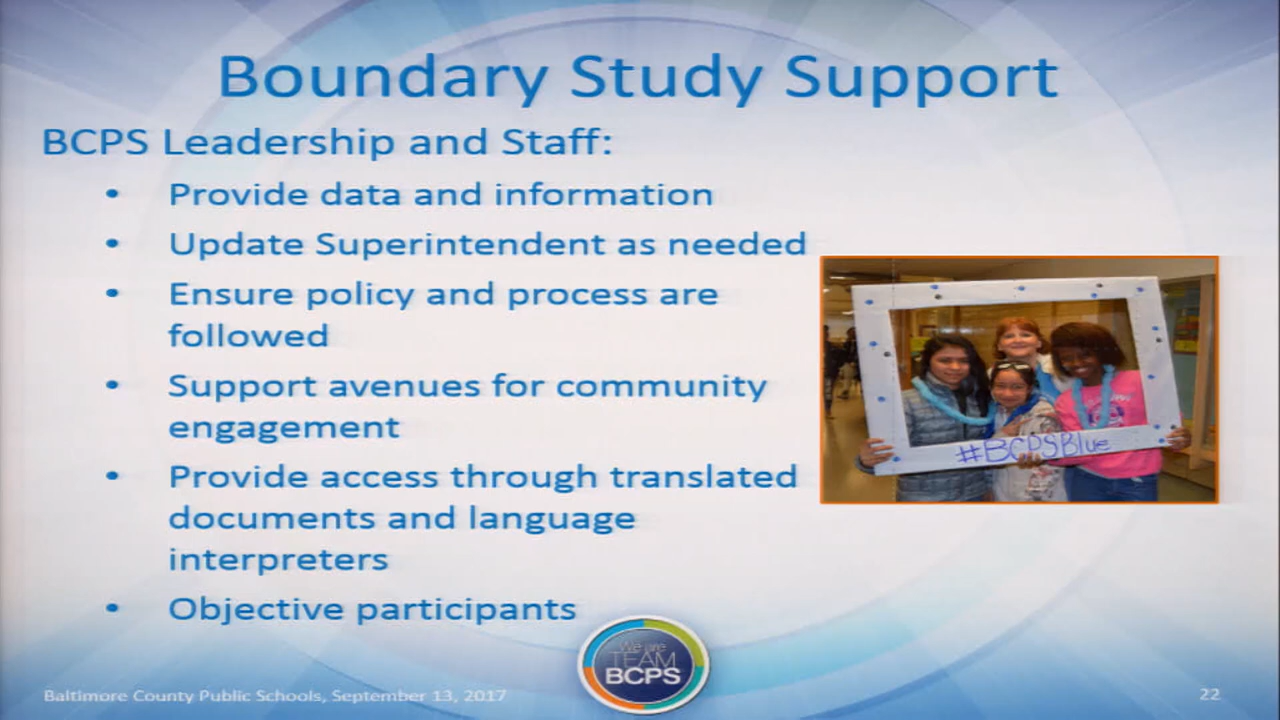 Boundary Study Support
BCPS Leadership and Staff:
• Provide data and information
• Update Superintendent as needed
• Ensure policy and process are
followed
• Support avenues for community
engagement
• Provide access through translated
documents and language
interpreters
• Objective participants
#BCPSBlue
We are
TEAM
BCPS
Baltimore County Public Schools, September 13, 2017
22